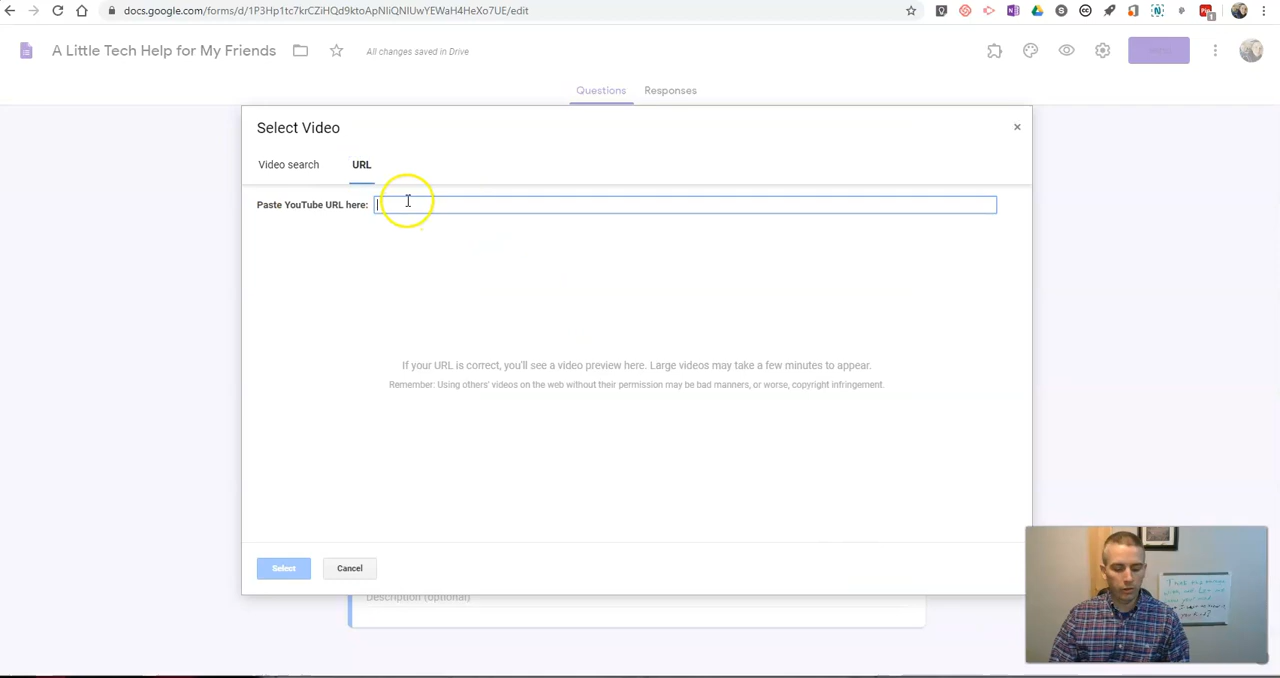 docs.google.com/forms/d/1P3Hp1tc7krCZiHQd9ktoApNIiQNIUwYEWaH4HeXo7UE/edit
A Little Tech Help for My Friends
All changes saved in Drive
Questions
Responses
Select Video
Video search
URL
Paste YouTube URL here:
If your URL is correct, you'll see a video preview here. Large videos may take a few minutes to appear.
Remember: Using others' videos on the web without their permission may be bad manners, or worse, copyright infringement.
Select
Cancel
Description (optional)